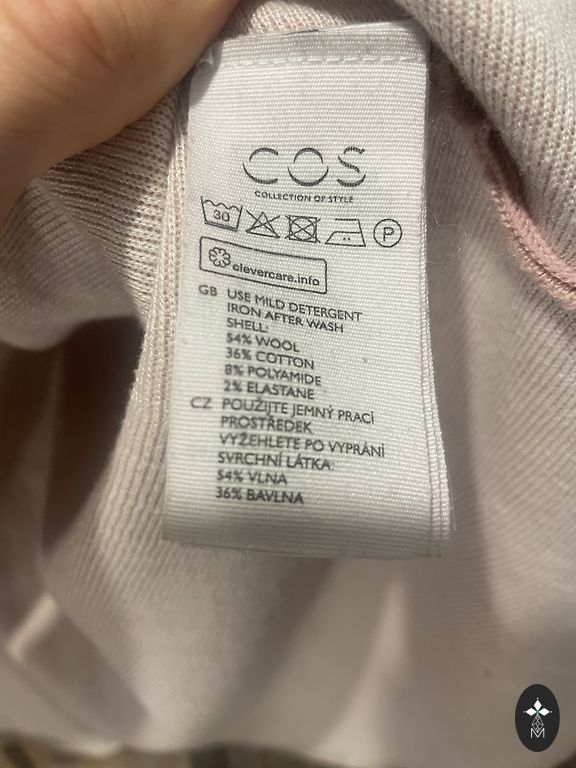 COS
COLLECTION OF STYLE
30
P
clevercare.info
GB USE MILD DETERGENT
IRON AFTER WASH
SHELL:
54% WOOL
36% COTTON
8% POLYAMIDE
2% ELASTANE
CZ POUŽIJTE JEMNÝ PRACÍ
PROSTŘEDEK
VYŽEHLETE PO VYPRÁNÍ
SVRCHNÍ LÁTKA:
54% VLNA
36% BAVLNA
M